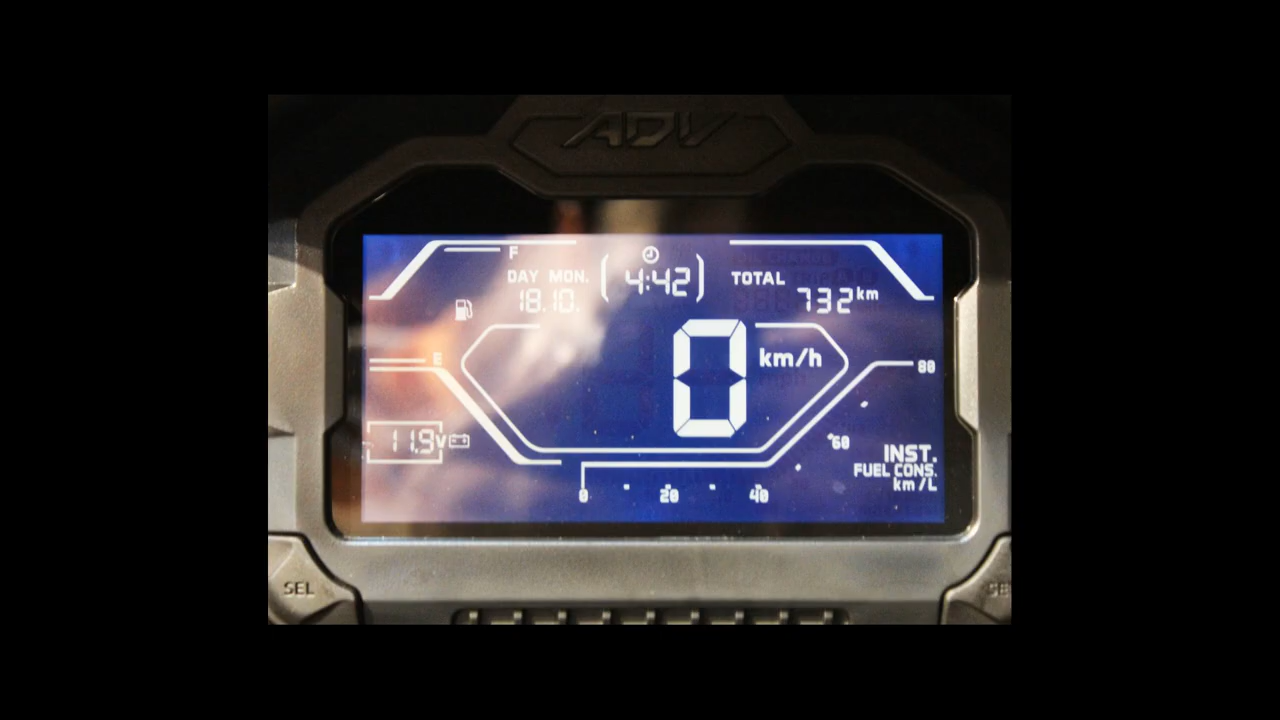 ADV
F
DAY MON.
4:42
TOTAL
18.10.
732 km
0 km/h
E
80
11.9 V
60
INST.
FUEL CONS.
km/L
0 20 40
SEL